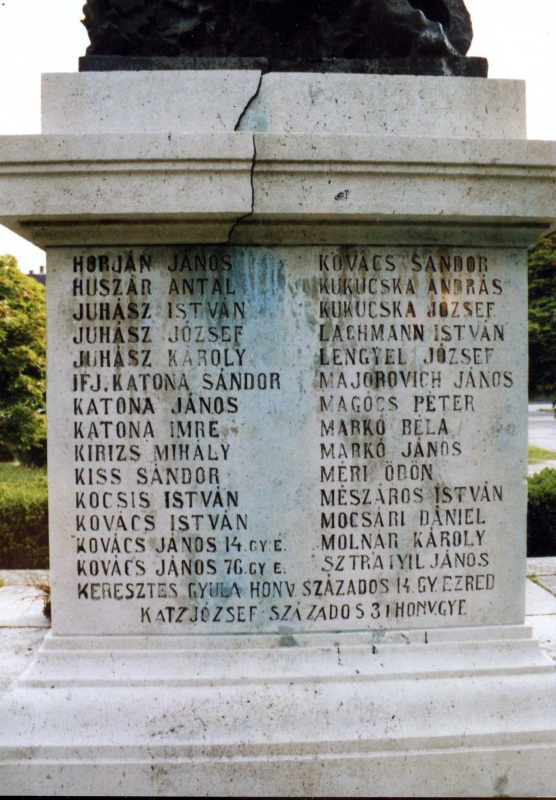 HORJÁN JÁNOS
HUSZÁR ANTAL
JUHÁSZ ISTVÁN
JUHÁSZ JÓZSEF
JUHÁSZ KÁROLY
IFJ. KATONA SÁNDOR
KATONA JÁNOS
KATONA IMRE
KIRIZS MIHÁLY
KISS SÁNDOR
KOCSIS ISTVÁN
KOVÁCS ISTVÁN
KOVÁCS JÁNOS 14. GY. E.
KOVÁCS JÁNOS 76. GY. E.
KOVÁCS SÁNDOR
KUKUCSKA ANDRÁS
KUKUCSKA JÓZSEF
LACHMANN ISTVÁN
LENGYEL JÓZSEF
MAJOROVICH JÁNOS
MAGÓCS PÉTER
MARKÓ BÉLA
MARKÓ JÁNOS
MÉRI ÖDÖN
MÉSZÁROS ISTVÁN
MOCSÁRI DÁNIEL
MOLNÁR KÁROLY
SZTRATYIL JÁNOS
KERESZTES GYULA HONV. SZÁZADOS 14. GY. EZRED
KATZ JÓZSEF SZÁZADOS 31 HONV. GY. E